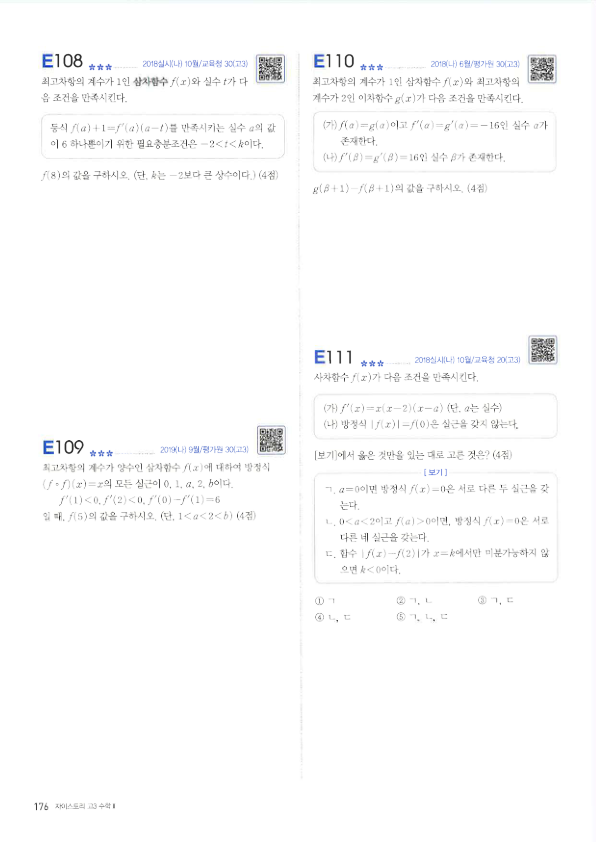 E108 ★★★ 2018실시(나) 10월/교육청 30(고3)
최고차항의 계수가 1인 삼차함수 f(x)와 실수 t가 다
음 조건을 만족시킨다.
등식 f(a)+1=f'(a)(a-t)를 만족시키는 실수 a의 값
이 6 하나뿐이기 위한 필요충분조건은 -2<t<k이다.
f(8)의 값을 구하시오. (단, k는 -2보다 큰 상수이다.) (4점)
E109 ★★★ 2019(나) 9월/평가원 30(고3)
최고차항의 계수가 양수인 삼차함수 f(x)에 대하여 방정식
(f∘f)(x)=x의 모든 실근이 0, 1, a, 2, b이다.
f'(1)<0, f'(2)<0, f'(0)-f'(1)=6
일 때, f(5)의 값을 구하시오. (단, 1<a<2<b) (4점)
E110 ★★★ 2018(나) 6월/평가원 30(고3)
최고차항의 계수가 1인 삼차함수 f(x)와 최고차항의
계수가 2인 이차함수 g(x)가 다음 조건을 만족시킨다.
(가) f(α)=g(α)이고 f'(α)=g'(α)=-16인 실수 α가
존재한다.
(나) f'(β)=g'(β)=16인 실수 β가 존재한다.
g(β+1)-f(β+1)의 값을 구하시오. (4점)
E111 ★★★ 2018실시(나) 10월/교육청 20(고3)
사차함수 f(x)가 다음 조건을 만족시킨다.
(가) f'(x)=x(x-2)(x-a) (단, a는 실수)
(나) 방정식 |f(x)|=f(0)은 실근을 갖지 않는다.
[보기]에서 옳은 것만을 있는 대로 고른 것은? (4점)
[보기]
ㄱ. a=0이면 방정식 f(x)=0은 서로 다른 두 실근을 갖
는다.
ㄴ. 0<a<2이고 f(a)>0이면, 방정식 f(x)=0은 서로
다른 네 실근을 갖는다.
ㄷ. 함수 |f(x)-f(2)|가 x=k에서만 미분가능하지 않
으면 k<0이다.
① ㄱ ② ㄱ, ㄴ ③ ㄱ, ㄷ
④ ㄴ, ㄷ ⑤ ㄱ, ㄴ, ㄷ
176 자이스토리 고3 수학 Ⅱ